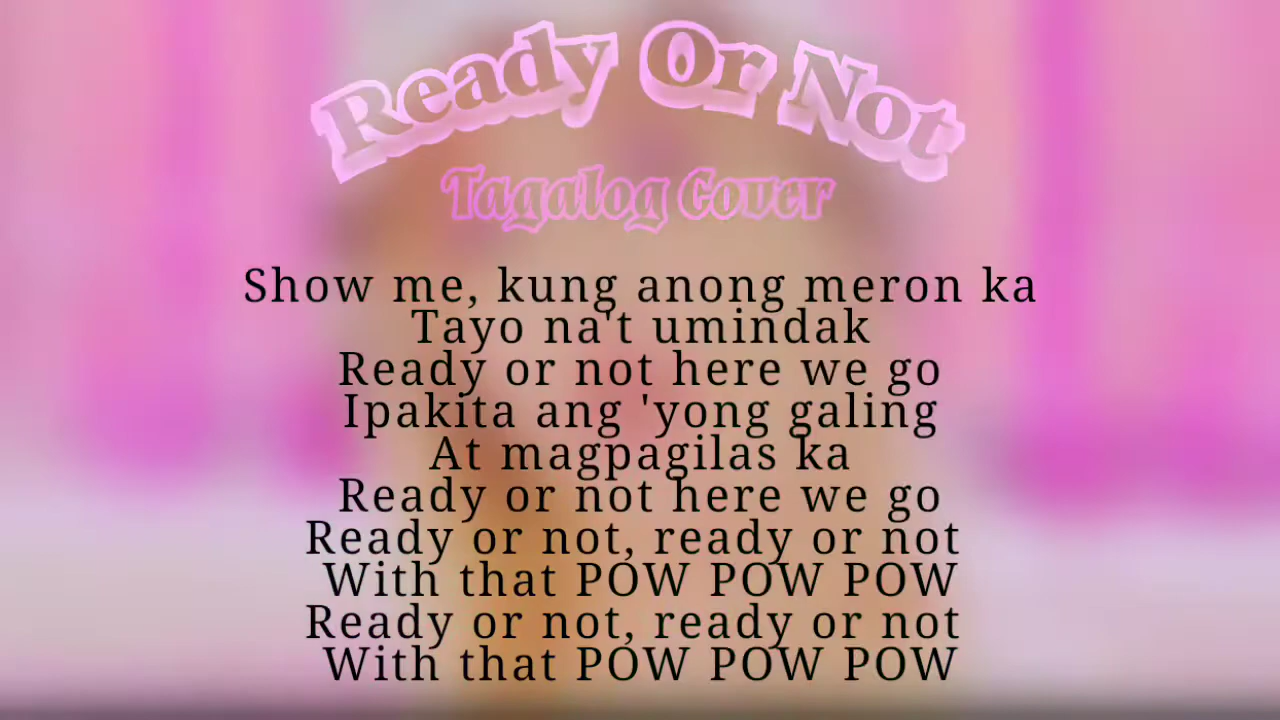 Ready Or Not
Tagalog Cover
Show me, kung anong meron ka
Tayo na't umindak
Ready or not here we go
Ipakita ang 'yong galing
At magpagilas ka
Ready or not here we go
Ready or not, ready or not
With that POW POW POW
Ready or not, ready or not
With that POW POW POW